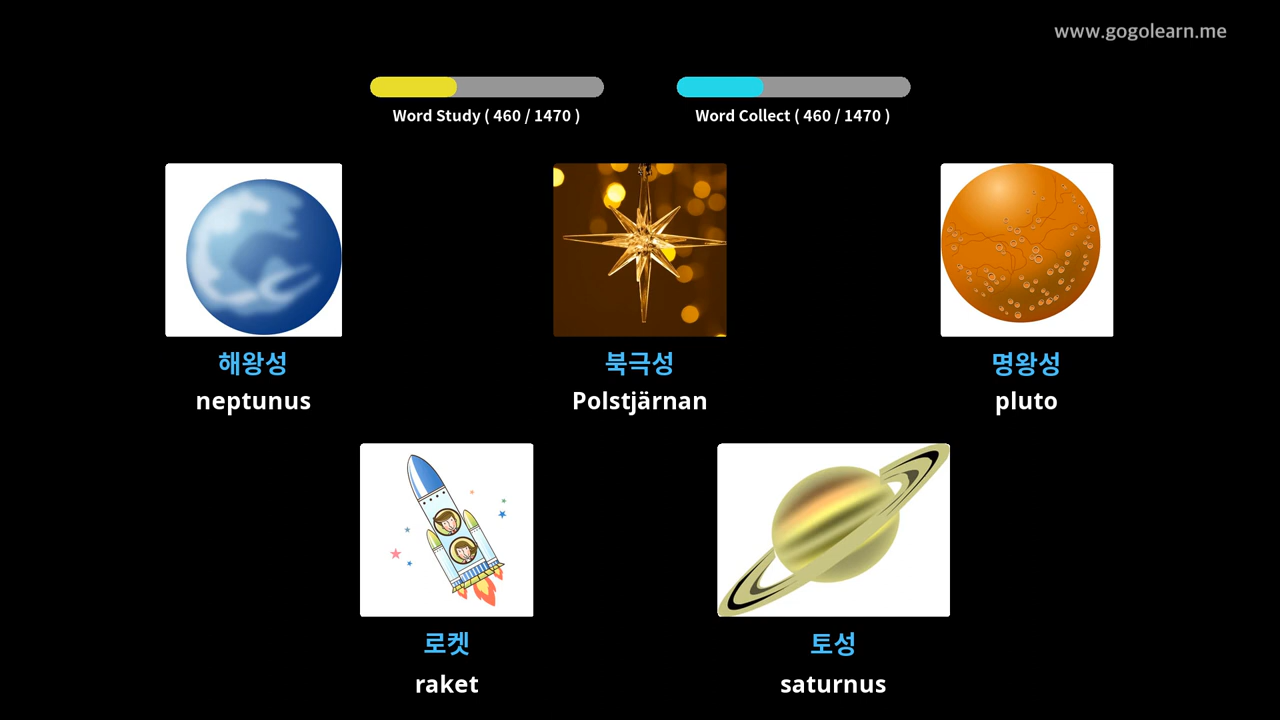 www.gogolearn.me
Word Study ( 460 / 1470 )
Word Collect ( 460 / 1470 )
해왕성
neptunus
북극성
Polstjärnan
명왕성
pluto
로켓
raket
토성
saturnus